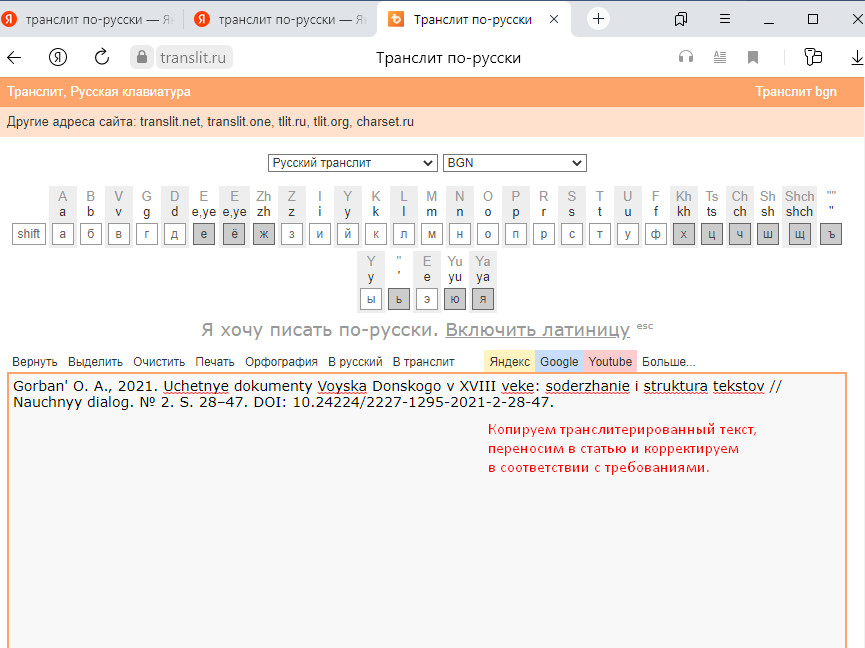 транслит по-русски — Я
транслит по-русски — Я
Транслит по-русски
translit.ru Транслит по-русски
Транслит, Русская клавиатура Транслит bgn
Другие адреса сайта: translit.net, translit.one, tlit.ru, tlit.org, charset.ru
Русский транслит BGN
A B V G D E E Zh Z I Y K L M N O P R S T U F Kh Ts Ch Sh Shch ""
a b v g d e,ye e,ye zh z i y k l m n o p r s t u f kh ts ch sh shch "
shift а б в г д е ё ж з и й к л м н о п р с т у ф х ц ч ш щ ъ
Y " E Yu Ya
y ' e yu ya
ы ь э ю я
Я хочу писать по-русски. Включить латиницу esc
Вернуть Выделить Очистить Печать Орфография В русский В транслит Яндекс Google Youtube Больше...
Gorban' O. A., 2021. Uchetnye dokumenty Voyska Donskogo v XVIII veke: soderzhanie i struktura tekstov //
Nauchnyy dialog. № 2. S. 28–47. DOI: 10.24224/2227-1295-2021-2-28-47.
Копируем транслитерированный текст,
переносим в статью и корректируем
в соответствии с требованиями.